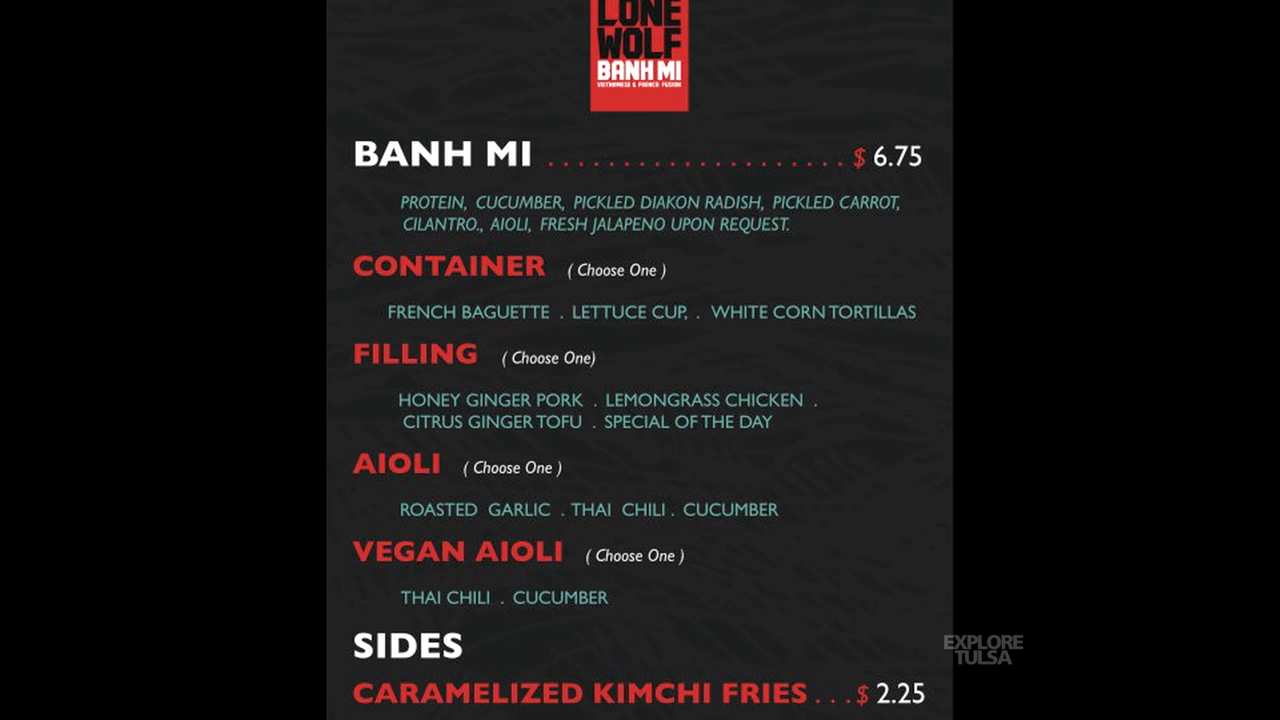 LONE
WOLF
BANH MI
VIETNAMESE & FRENCH FUSION
BANH MI . . . . . . . . . . . . . . . . . . . . $ 6.75
PROTEIN, CUCUMBER, PICKLED DIAKON RADISH, PICKLED CARROT,
CILANTRO., AIOLI, FRESH JALAPENO UPON REQUEST.
CONTAINER ( Choose One )
FRENCH BAGUETTE . LETTUCE CUP, . WHITE CORN TORTILLAS
FILLING ( Choose One)
HONEY GINGER PORK . LEMONGRASS CHICKEN .
CITRUS GINGER TOFU . SPECIAL OF THE DAY
AIOLI ( Choose One )
ROASTED GARLIC . THAI CHILI . CUCUMBER
VEGAN AIOLI ( Choose One )
THAI CHILI . CUCUMBER
SIDES
EXPLORE
TULSA
CARAMELIZED KIMCHI FRIES . . . $ 2.25